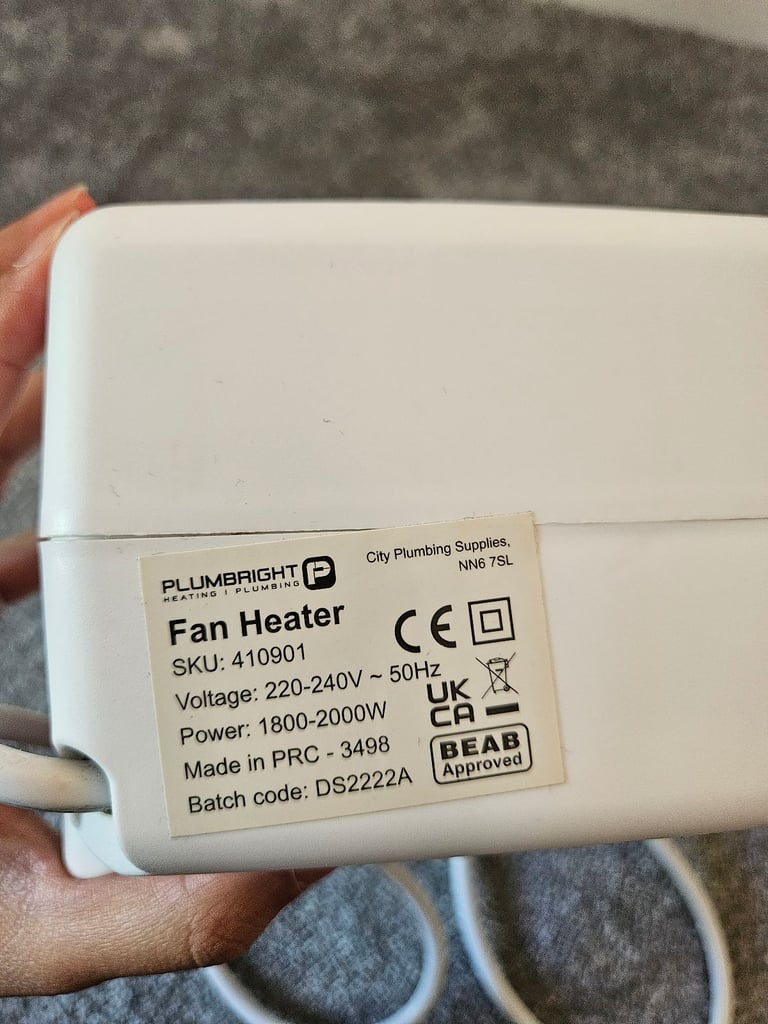 PLUMBRIGHT P
HEATING | PLUMBING
City Plumbing Supplies,
NN6 7SL
Fan Heater
CE
SKU: 410901
Voltage: 220-240V ~ 50Hz
UK
CA
Power: 1800-2000W
Made in PRC - 3498
BEAB
Approved
Batch code: DS2222A